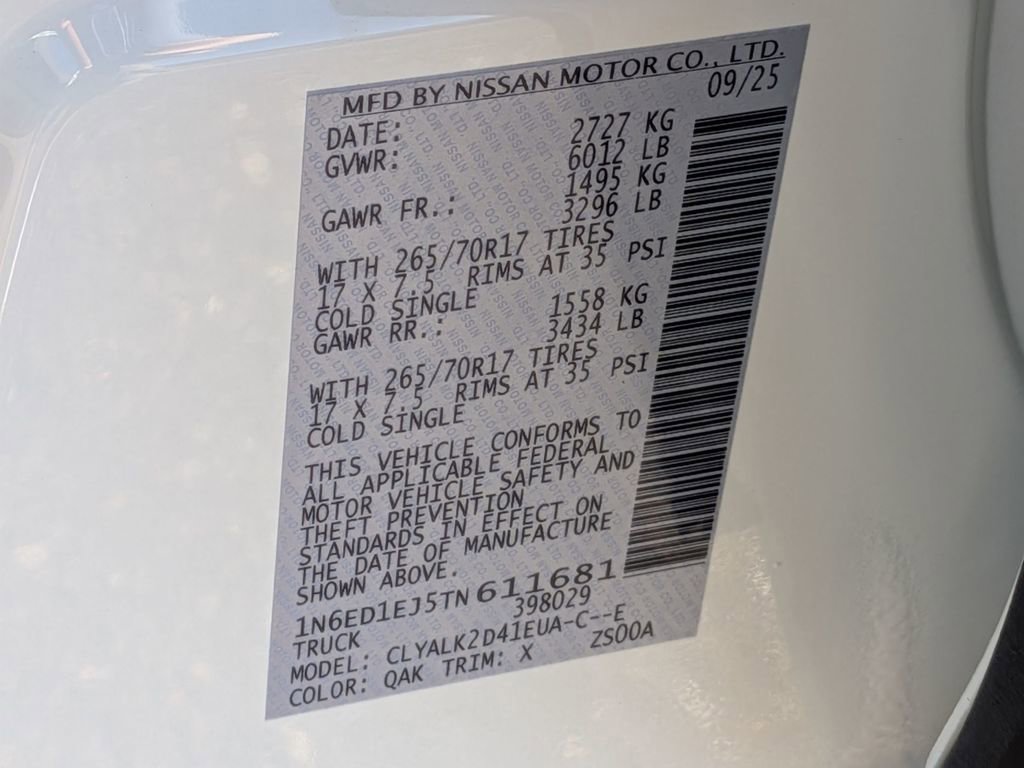 MFD BY NISSAN MOTOR CO., LTD.
DATE: 09/25
GVWR: 2727 KG
6012 LB
GAWR FR.: 1495 KG
3296 LB
WITH 265/70R17 TIRES
17 X 7.5 RIMS AT 35 PSI
COLD SINGLE
GAWR RR.: 1558 KG
3434 LB
WITH 265/70R17 TIRES
17 X 7.5 RIMS AT 35 PSI
COLD SINGLE
THIS VEHICLE CONFORMS TO
ALL APPLICABLE FEDERAL
MOTOR VEHICLE SAFETY AND
THEFT PREVENTION
STANDARDS IN EFFECT ON
THE DATE OF MANUFACTURE
SHOWN ABOVE.
1N6ED1EJ5TN611681
TRUCK 398029
MODEL: CLYALK2D41EUA-C--E
COLOR: QAK TRIM: X ZS00A